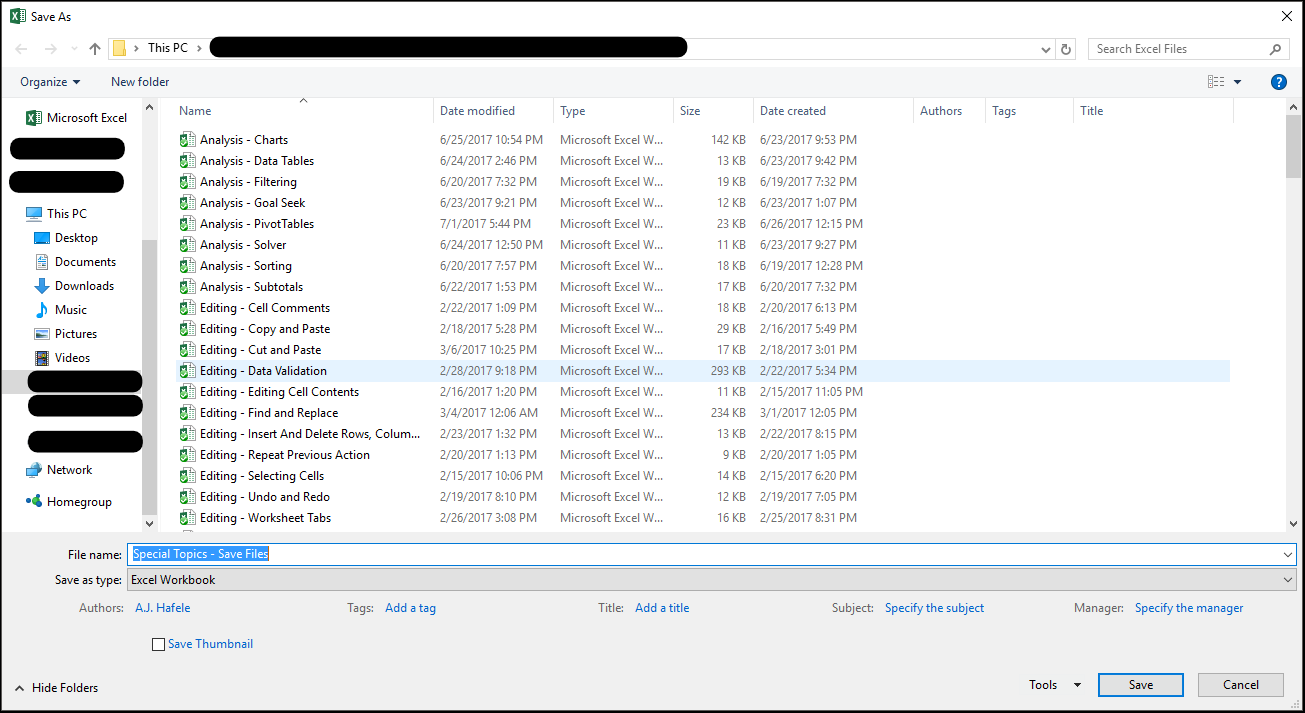 Save As
This PC
Search Excel Files
Organize New folder
Microsoft Excel
This PC
Desktop
Documents
Downloads
Music
Pictures
Videos
Network
Homegroup
Name Date modified Type Size Date created Authors Tags Title
Analysis - Charts 6/25/2017 10:54 PM Microsoft Excel W... 142 KB 6/23/2017 9:53 PM
Analysis - Data Tables 6/24/2017 2:46 PM Microsoft Excel W... 13 KB 6/23/2017 9:42 PM
Analysis - Filtering 6/20/2017 7:32 PM Microsoft Excel W... 19 KB 6/19/2017 7:32 PM
Analysis - Goal Seek 6/23/2017 9:21 PM Microsoft Excel W... 12 KB 6/23/2017 1:07 PM
Analysis - PivotTables 7/1/2017 5:44 PM Microsoft Excel W... 23 KB 6/26/2017 12:15 PM
Analysis - Solver 6/24/2017 12:50 PM Microsoft Excel W... 11 KB 6/23/2017 9:27 PM
Analysis - Sorting 6/20/2017 7:57 PM Microsoft Excel W... 18 KB 6/19/2017 12:28 PM
Analysis - Subtotals 6/22/2017 1:53 PM Microsoft Excel W... 17 KB 6/20/2017 7:32 PM
Editing - Cell Comments 2/22/2017 1:09 PM Microsoft Excel W... 18 KB 2/20/2017 6:13 PM
Editing - Copy and Paste 2/18/2017 5:28 PM Microsoft Excel W... 29 KB 2/16/2017 5:49 PM
Editing - Cut and Paste 3/6/2017 10:25 PM Microsoft Excel W... 17 KB 2/18/2017 3:01 PM
Editing - Data Validation 2/28/2017 9:18 PM Microsoft Excel W... 293 KB 2/22/2017 5:34 PM
Editing - Editing Cell Contents 2/16/2017 1:20 PM Microsoft Excel W... 11 KB 2/15/2017 11:05 PM
Editing - Find and Replace 3/4/2017 12:06 AM Microsoft Excel W... 234 KB 3/1/2017 12:05 PM
Editing - Insert And Delete Rows, Colum... 2/23/2017 1:32 PM Microsoft Excel W... 13 KB 2/22/2017 8:15 PM
Editing - Repeat Previous Action 2/20/2017 1:13 PM Microsoft Excel W... 9 KB 2/20/2017 1:05 PM
Editing - Selecting Cells 2/15/2017 10:06 PM Microsoft Excel W... 14 KB 2/15/2017 6:20 PM
Editing - Undo and Redo 2/19/2017 8:10 PM Microsoft Excel W... 12 KB 2/19/2017 7:05 PM
Editing - Worksheet Tabs 2/26/2017 3:08 PM Microsoft Excel W... 16 KB 2/25/2017 8:31 PM
File name: Special Topics - Save Files
Save as type: Excel Workbook
Authors: A.J. Hafele Tags: Add a tag Title: Add a title Subject: Specify the subject Manager: Specify the manager
Save Thumbnail
Hide Folders Tools Save Cancel